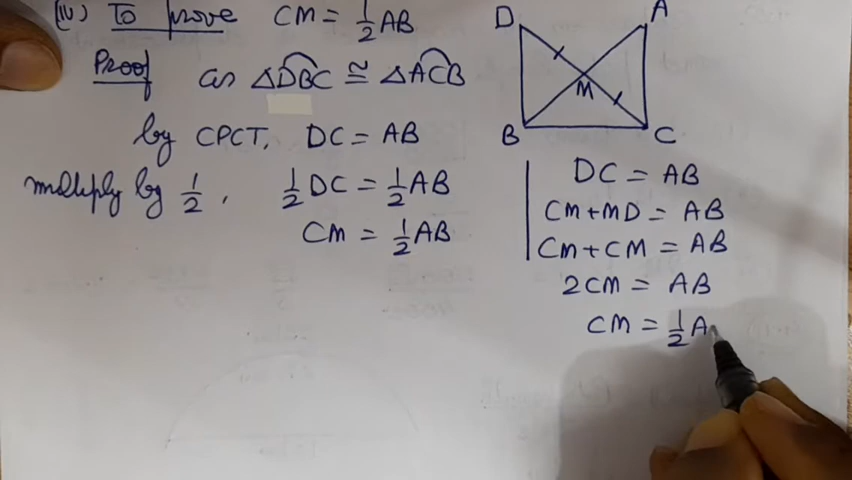 (iv) To prove CM = 1/2 AB
Proof as △DBC ≅ △ACB
by CPCT, DC = AB
multiply by 1/2, 1/2 DC = 1/2 AB
CM = 1/2 AB
D A
M
B C
DC = AB
CM+MD = AB
CM+CM = AB
2CM = AB
CM = 1/2 A